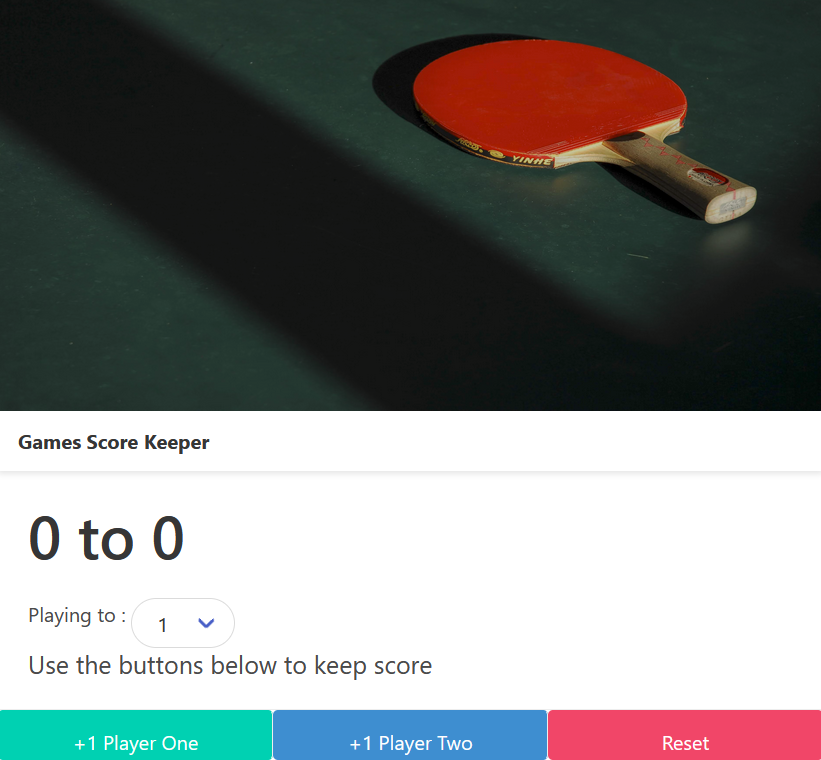 YINHE
Games Score Keeper
0 to 0
Playing to : 1
Use the buttons below to keep score
+1 Player One
+1 Player Two
Reset